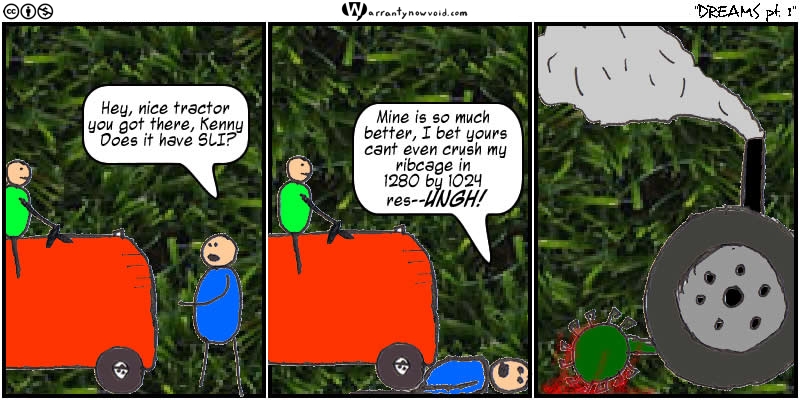 Warrantynowvoid.com
"DREAMS pt. 1"
Hey, nice tractor
you got there, Kenny
Does it have SLI?
Mine is so much
better, I bet yours
cant even crush my
ribcage in
1280 by 1024
res--UNGH!